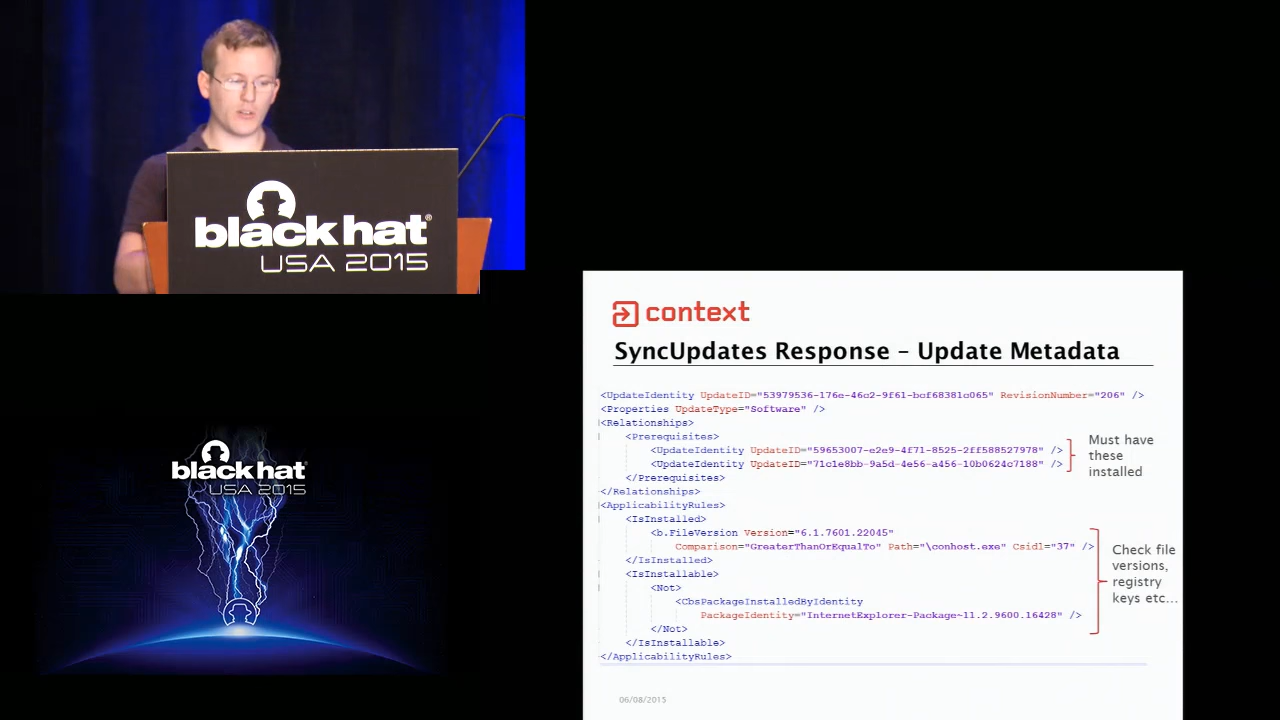 black hat®
USA 2015
black hat
USA 2015
context
SyncUpdates Response – Update Metadata
<UpdateIdentity UpdateID="53979536-176e-46c2-9f61-bcf68381c065" RevisionNumber="206" />
<Properties UpdateType="Software" />
<Relationships>
<Prerequisites>
<UpdateIdentity UpdateID="59653007-e2e9-4f71-8525-2ff588527978" />
<UpdateIdentity UpdateID="71c1e8bb-9a5d-4e56-a456-10b0624c7188" />
</Prerequisites>
</Relationships>
Must have
these
installed
<ApplicabilityRules>
<IsInstalled>
<b.FileVersion Version="6.1.7601.22045"
Comparison="GreaterThanOrEqualTo" Path="\conhost.exe" Csidl="37" />
</IsInstalled>
<IsInstallable>
<Not>
<CbsPackageInstalledByIdentity
PackageIdentity="InternetExplorer-Package~11.2.9600.16428" />
</Not>
</IsInstallable>
</ApplicabilityRules>
Check file
versions,
registry
keys etc...
06/08/2015